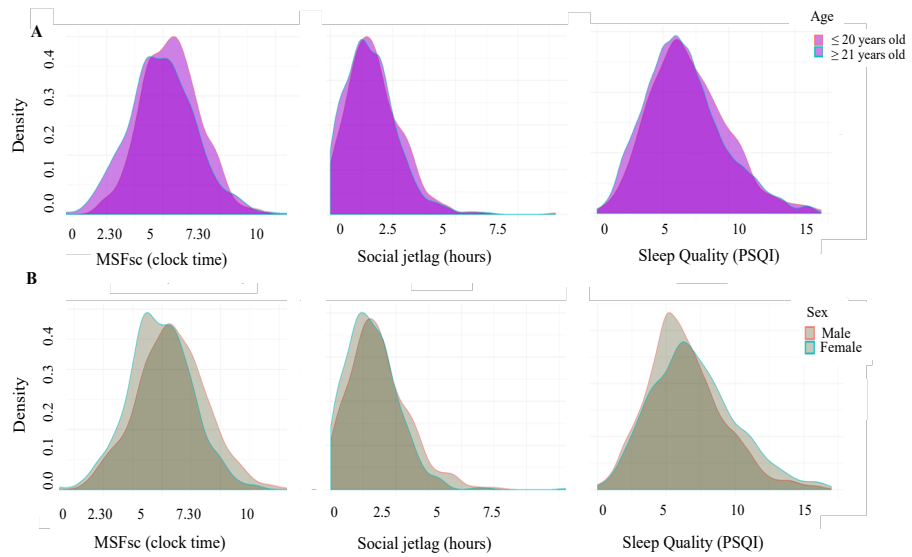 A
Age
≤ 20 years old
≥ 21 years old
Density
0.4
0.3
0.2
0.1
0.0
0 2.30 5 7.30 10
MSFsc (clock time)
0 2.5 5 7.5
Social jetlag (hours)
0 5 10 15
Sleep Quality (PSQI)
B
Sex
Male
Female
Density
0.4
0.3
0.2
0.1
0.0
0 2.30 5 7.30 10
MSFsc (clock time)
0 2.5 5 7.5
Social jetlag (hours)
0 5 10 15
Sleep Quality (PSQI)